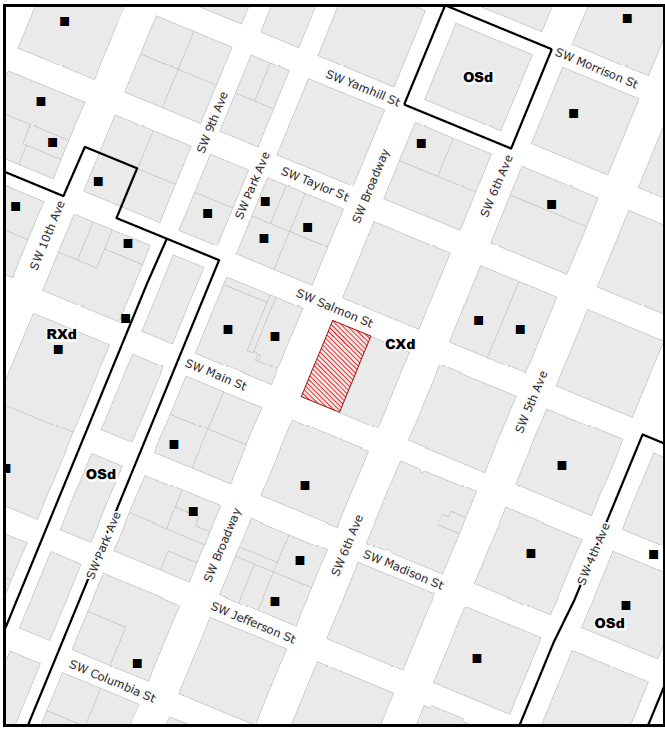 SW Morrison St
OSd
SW Yamhill St
SW 9th Ave
SW Park Ave
SW Taylor St
SW Broadway
SW 6th Ave
SW 10th Ave
SW Salmon St
RXd
CXd
SW Main St
SW 5th Ave
OSd
SW Park Ave
SW Broadway
SW 6th Ave
SW 4th Ave
SW Madison St
SW Jefferson St
OSd
SW Columbia St